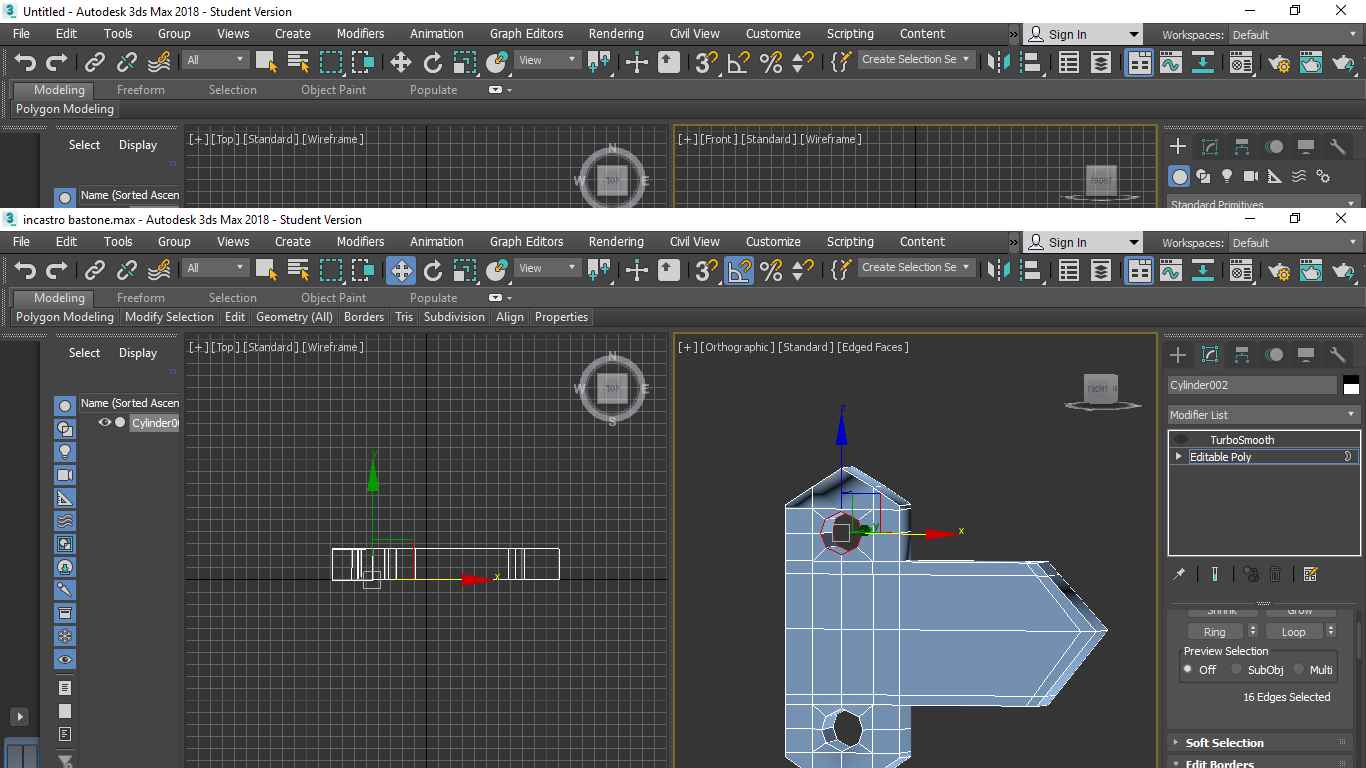 Untitled - Autodesk 3ds Max 2018 - Student Version
File Edit Tools Group Views Create Modifiers Animation Graph Editors Rendering Civil View Customize Scripting Content » Sign In Workspaces: Default
All View Create Selection Se
Modeling Freeform Selection Object Paint Populate
Polygon Modeling
Select Display
[+] [Top] [Standard] [Wireframe]
[+] [Front] [Standard] [Wireframe]
N
W TOP E
FRONT
»
Name (Sorted Ascen
Standard Primitives
incastro bastone.max - Autodesk 3ds Max 2018 - Student Version
File Edit Tools Group Views Create Modifiers Animation Graph Editors Rendering Civil View Customize Scripting Content » Sign In Workspaces: Default
All View Create Selection Se
Modeling Freeform Selection Object Paint Populate
Polygon Modeling Modify Selection Edit Geometry (All) Borders Tris Subdivision Align Properties
Select Display
[+] [Top] [Standard] [Wireframe]
[+] [Orthographic] [Standard] [Edged Faces]
N
W TOP E
S
FRONT
»
Name (Sorted Ascen
Cylinder00
y
x
z
y
x
Cylinder002
Modifier List
TurboSmooth
Editable Poly
Shrink Grow
Ring Loop
Preview Selection
Off SubObj Multi
16 Edges Selected
Soft Selection
Edit Borders